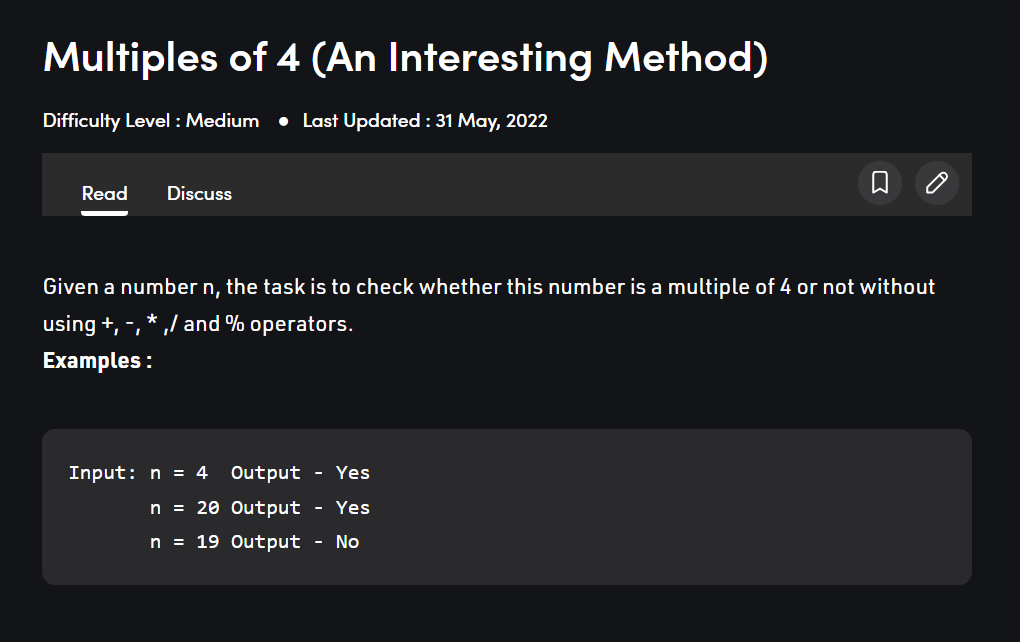 Multiples of 4 (An Interesting Method)
Difficulty Level : Medium ● Last Updated : 31 May, 2022
Read Discuss
Given a number n, the task is to check whether this number is a multiple of 4 or not without
using +, -, * ,/ and % operators.
Examples :
Input: n = 4  Output - Yes
       n = 20 Output - Yes
       n = 19 Output - No